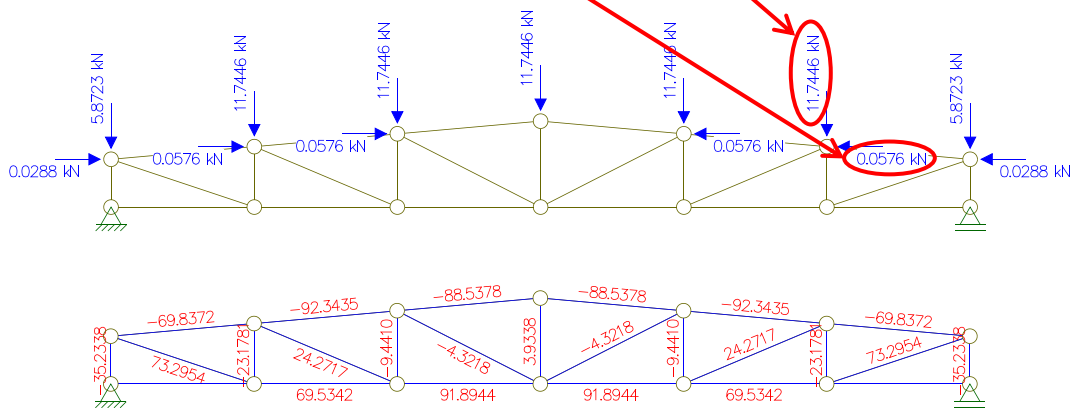 5.8723 kN
11.7446 kN
11.7446 kN
11.7446 kN
11.7446 kN
11.7446 kN
5.8723 kN
0.0288 kN
0.0576 kN
0.0576 kN
0.0576 kN
0.0576 kN
0.0288 kN
-69.8372
-92.3435
-88.5378
-88.5378
-92.3435
-69.8372
-35.2338
73.2954
-23.1781
24.2717
-9.4410
-4.3218
3.9338
-4.3218
-9.4410
24.2717
-23.1781
73.2954
-35.2338
69.5342
91.8944
91.8944
69.5342